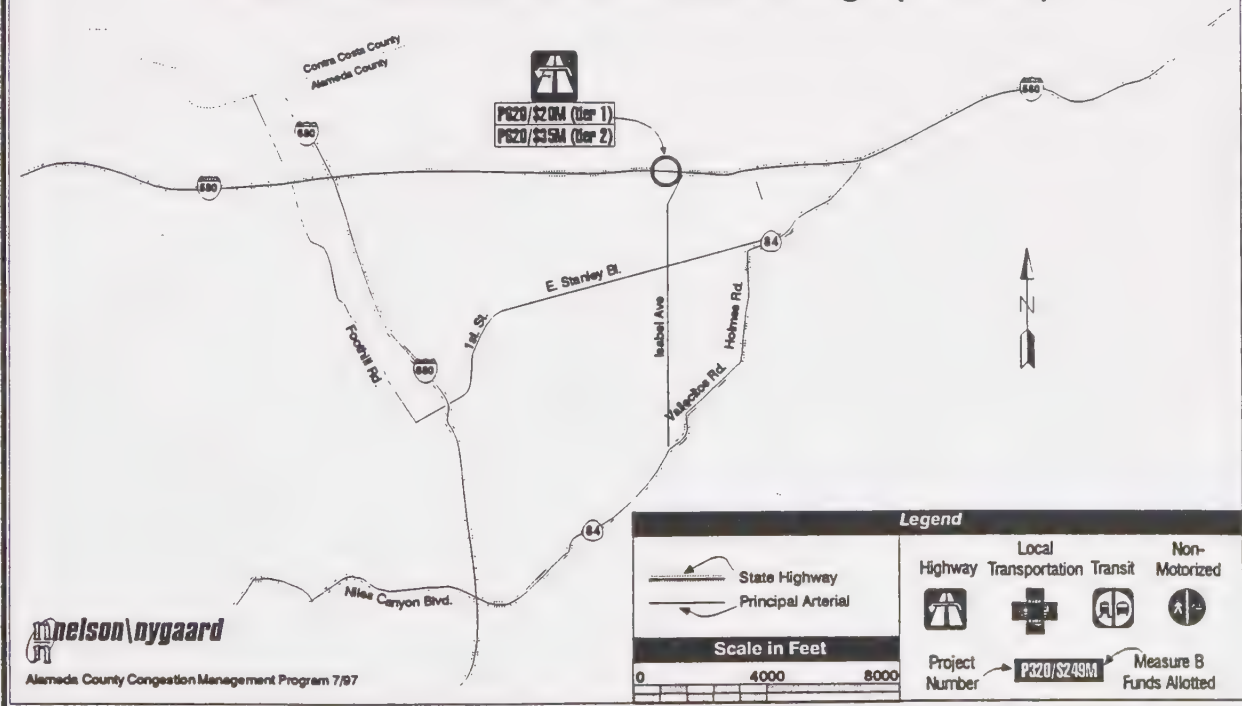 Contra Costa County
Alameda County
P620/$20M (tier 1)
P620/$35M (tier 2)
580
680
580
84
E. Stanley Bl.
1st. St.
Foothill Rd.
680
Isabel Ave
Holmes Rd.
Valecitos Rd.
N
84
Niles Canyon Blvd.
nelson\nygaard
Alameda County Congestion Management Program 7/97
Legend
State Highway
Principal Arterial
Scale in Feet
0 4000 8000
Highway
Local Transportation
Transit
Non-Motorized
Project Number
P320/$249M
Measure B Funds Allotted